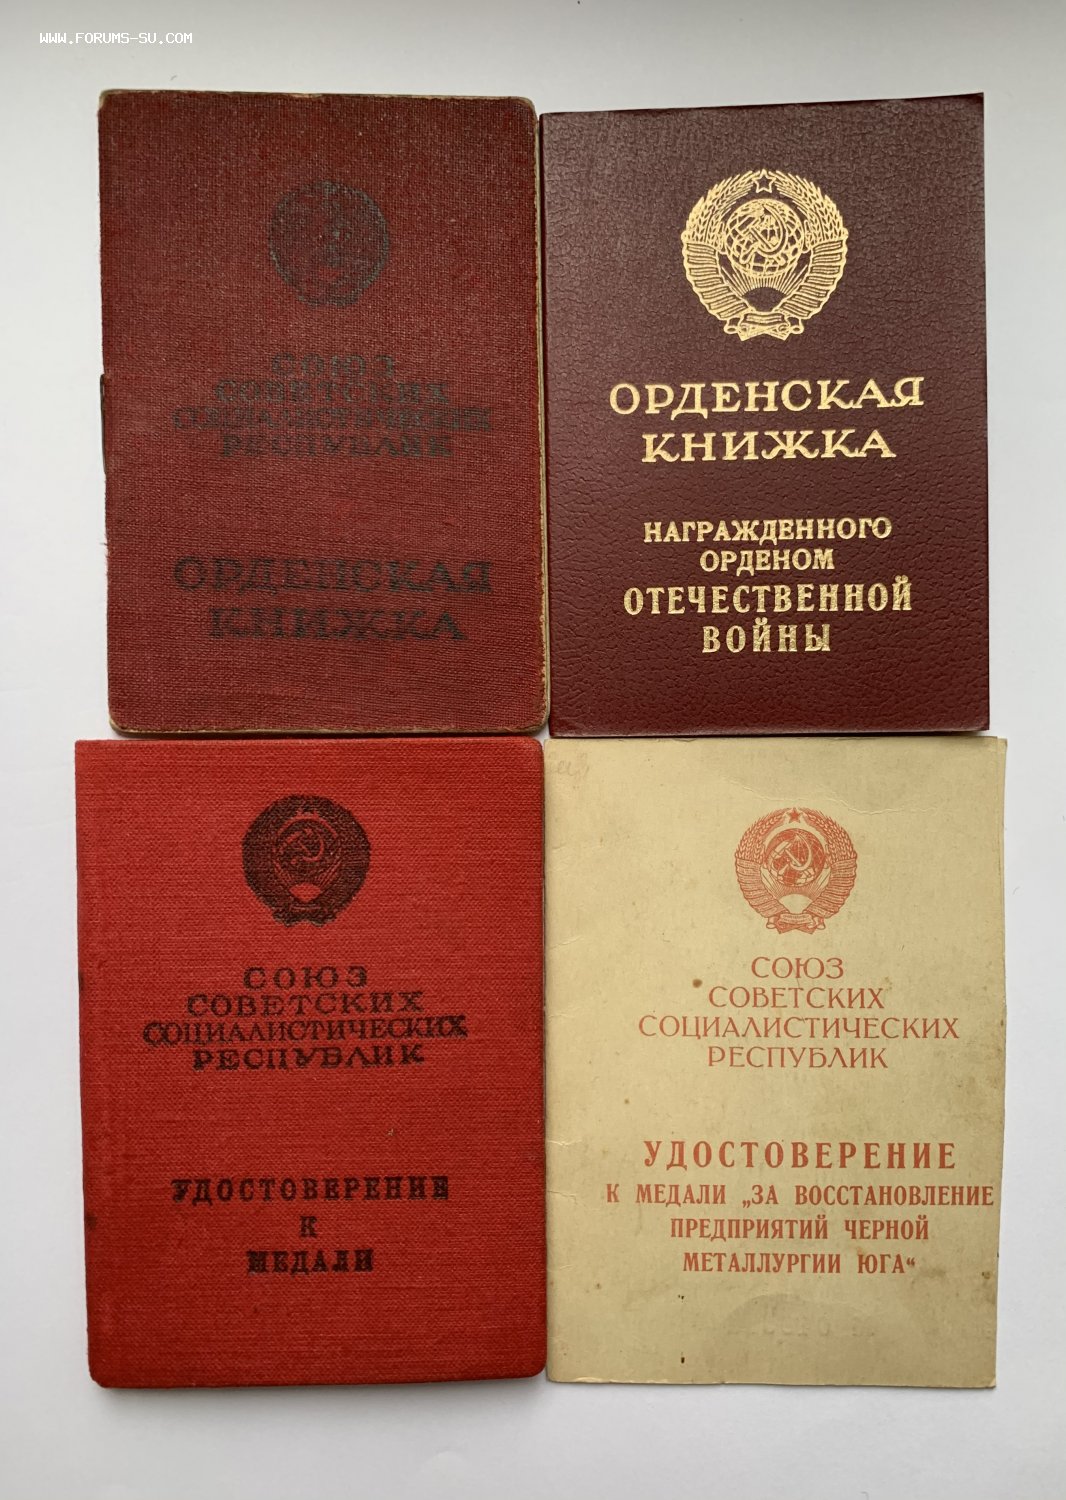 WWW.FORUMS-SU.COM
СОЮЗ
СОВЕТСКИХ
СОЦИАЛИСТИЧЕСКИХ
РЕСПУБЛИК
ОРДЕНСКАЯ
КНИЖКА
ОРДЕНСКАЯ
КНИЖКА
НАГРАЖДЕННОГО
ОРДЕНОМ
ОТЕЧЕСТВЕННОЙ
ВОЙНЫ
СОЮЗ
СОВЕТСКИХ
СОЦИАЛИСТИЧЕСКИХ
РЕСПУБЛИК
УДОСТОВЕРЕНИЕ
К
МЕДАЛИ
СОЮЗ
СОВЕТСКИХ
СОЦИАЛИСТИЧЕСКИХ
РЕСПУБЛИК
УДОСТОВЕРЕНИЕ
К МЕДАЛИ „ЗА ВОССТАНОВЛЕНИЕ
ПРЕДПРИЯТИЙ ЧЕРНОЙ
МЕТАЛЛУРГИИ ЮГА“